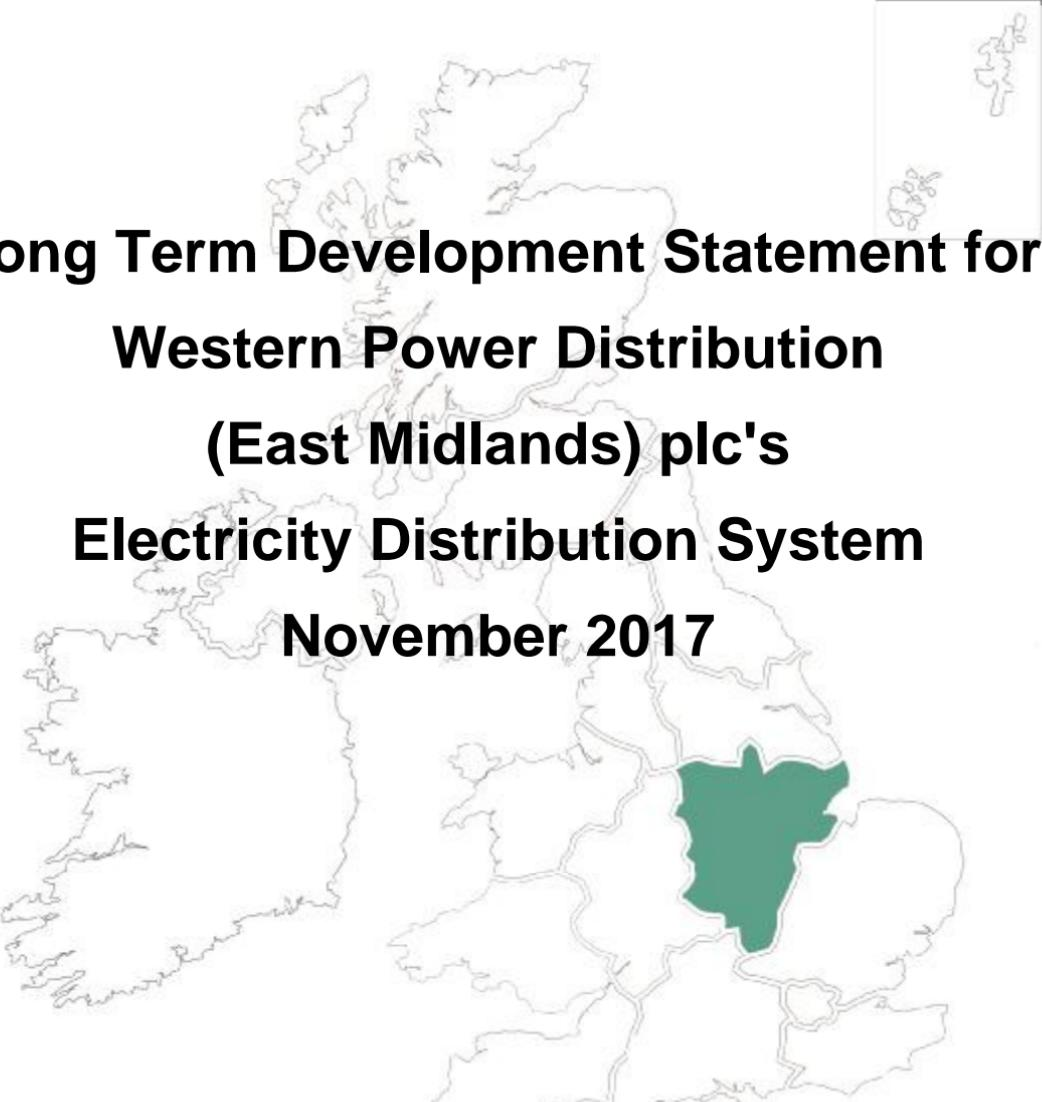 ong Term Development Statement for
Western Power Distribution
(East Midlands) plc's
Electricity Distribution System
November 2017